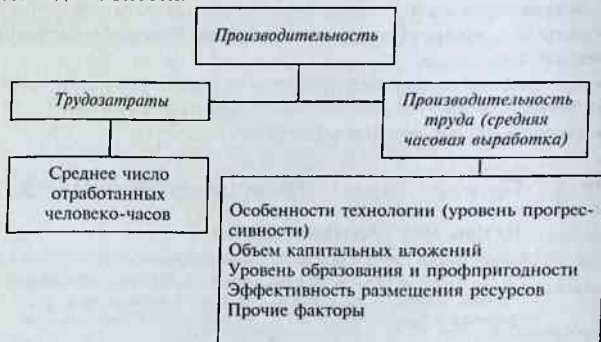 Производительность
Трудозатраты
Производительность
труда (средняя
часовая выработка)
Среднее число
отработанных
человеко-часов
Особенности технологии (уровень прогрес-
сивности)
Объем капитальных вложений
Уровень образования и профпригодности
Эффективность размещения ресурсов
Прочие факторы